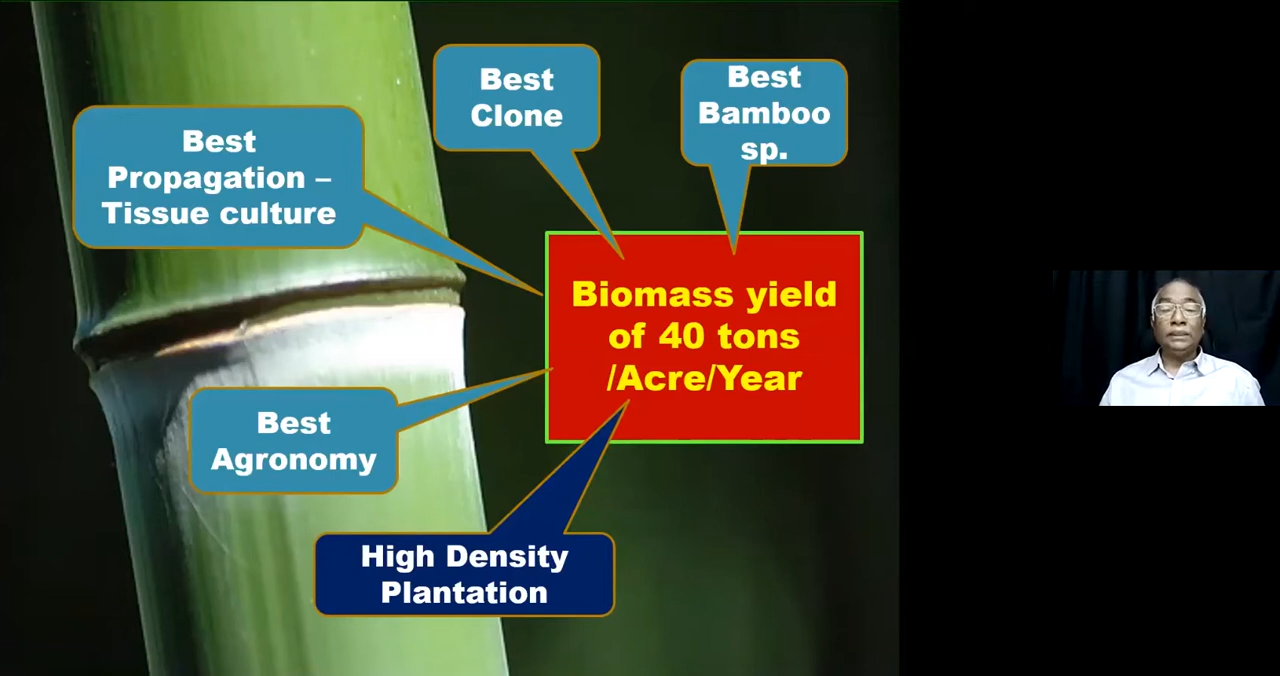 Best
Clone
Best
Bamboo
sp.
Best
Propagation –
Tissue culture
Biomass yield
of 40 tons
/Acre/Year
Best
Agronomy
High Density
Plantation